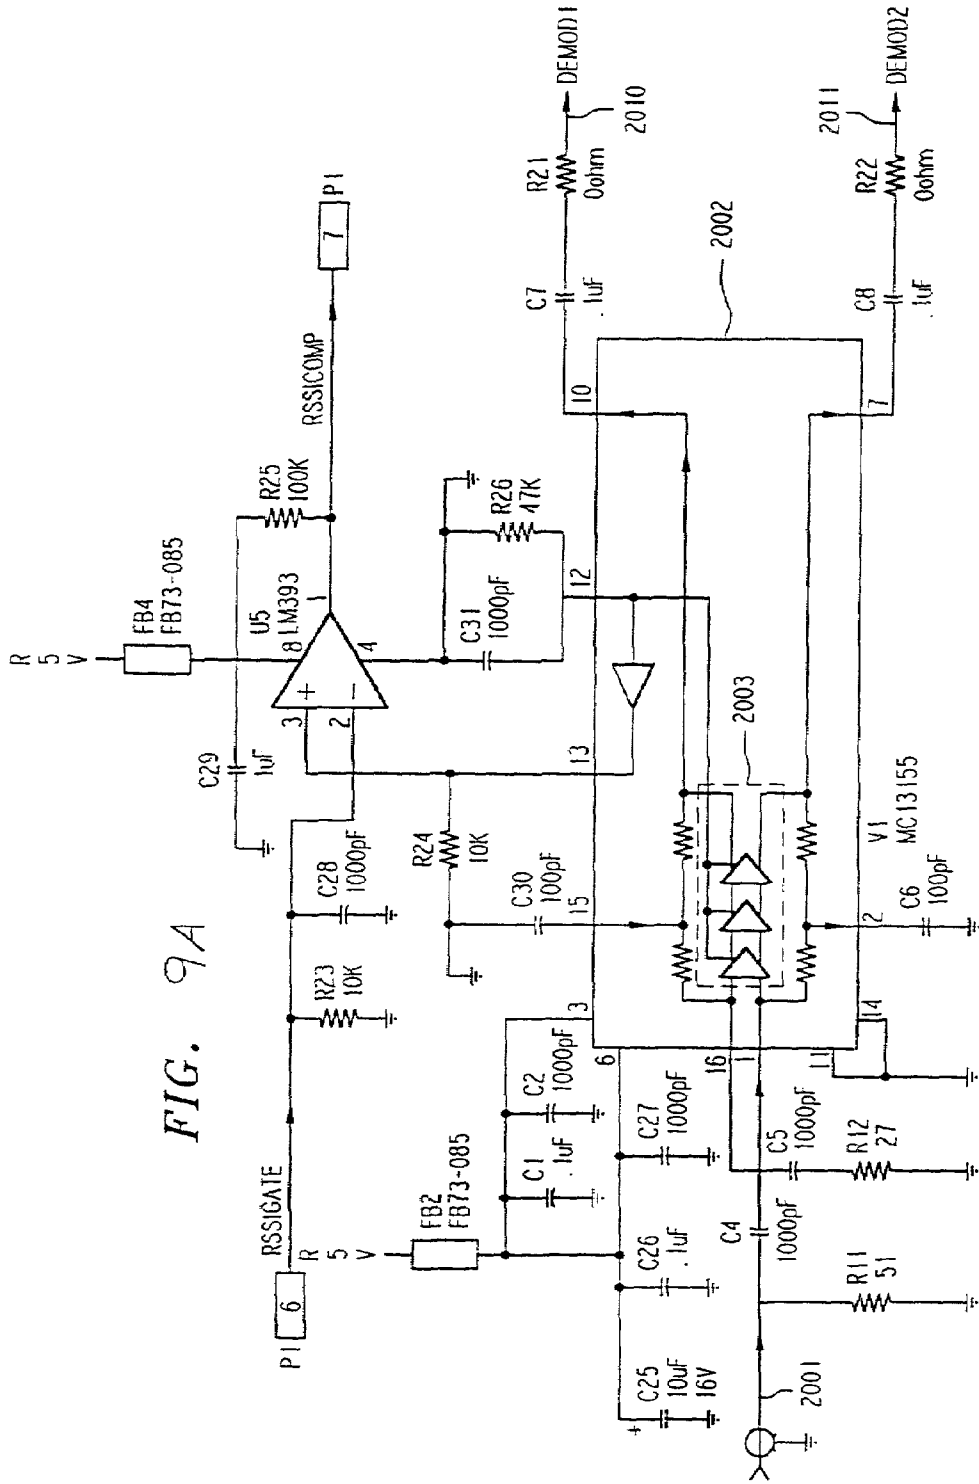 FIG. 9A
P1
6
RSSIGATE
R23
10K
C28
1000pF
C29
.1uF
R
5
V
FB4
FB73-085
U5
LM393
8
3
+
2
−
4
R25
100K
RSSICOMP
7
P1
R
5
V
FB2
FB73-085
C1
.1uF
C2
1000pF
3
R24
10K
C30
100pF
15
13
C31
1000pF
12
R26
47K
10
C7
.1uF
R21
0ohm
DEMOD1
2010
+
C25
10uF
16V
C26
.1uF
C27
1000pF
6
16
1
11
14
2003
2002
2001
R11
51
C4
1000pF
C5
1000pF
R12
27
2
C6
100pF
V1
MC13155
7
C8
.1uF
R22
0ohm
DEMOD2
2011